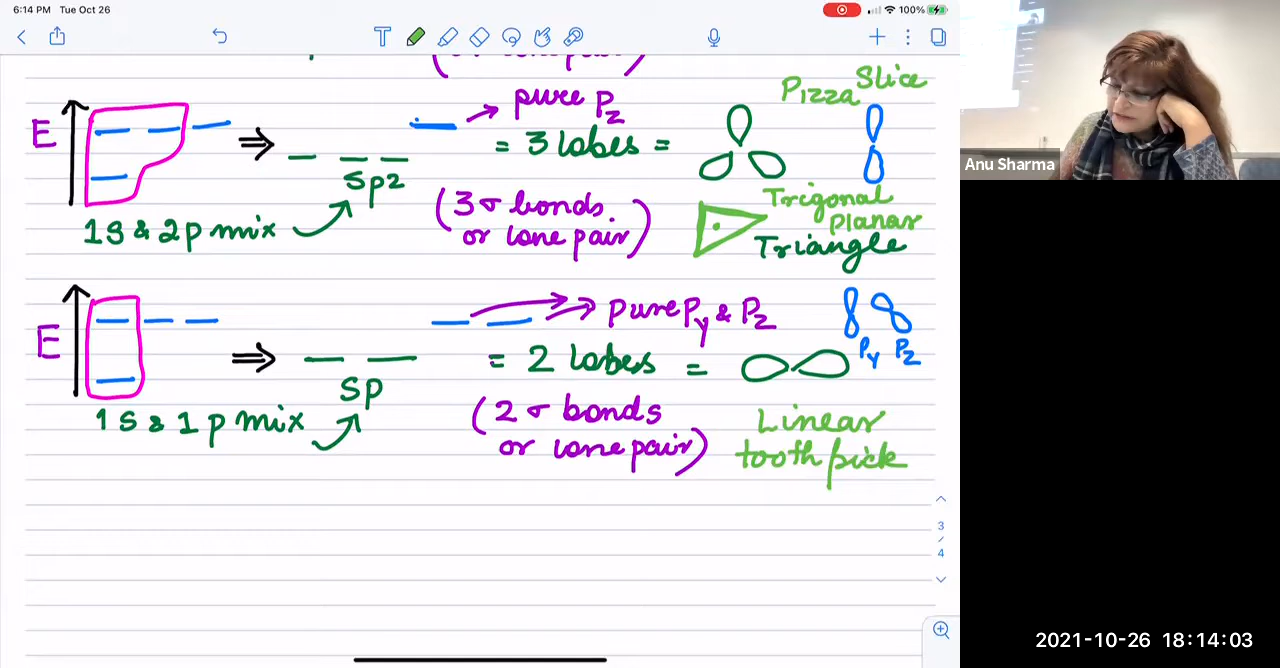 6:14 PM Tue Oct 26
100%
T
Pizza Slice
→ pure Pz
E
⇒
= 3 lobes =
Sp2
(3σ bonds
or lone pair)
1S & 2p mix
Trigonal
planar
Triangle
→ pure Py & Pz
E
⇒
= 2 lobes =
Py Pz
Sp
1S & 1p mix
(2 σ bonds
or lone pair)
Linear
tooth pick
3
/
4
Anu Sharma
2021-10-26 18:14:03